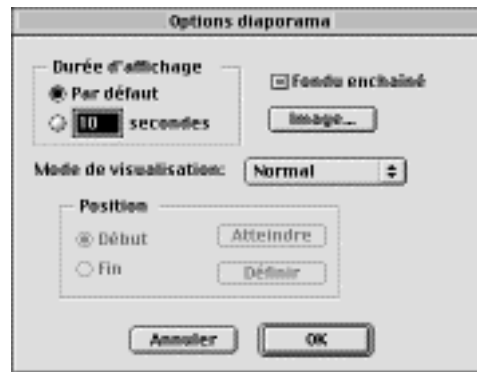 Options diaporama
Durée d'affichage
Par défaut
10 secondes
Fondu enchaîné
Image...
Mode de visualisation: Normal
Position
Début
Atteindre
Fin
Définir
Annuler
OK